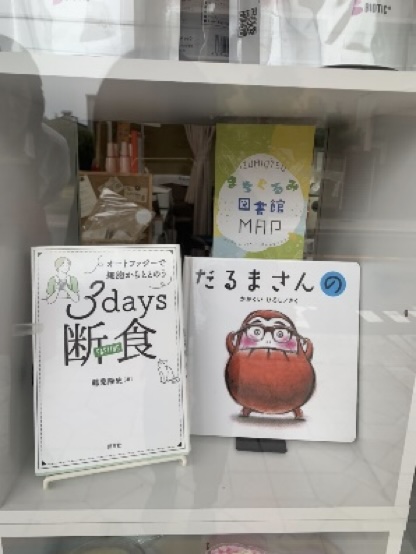 BIOTIC
IZUMIOTSU
まちぐるみ
図書館
MAP
オートファジーで
細胞からととのう
3days
断食
だるまさんの
かがくい ひろし/さく